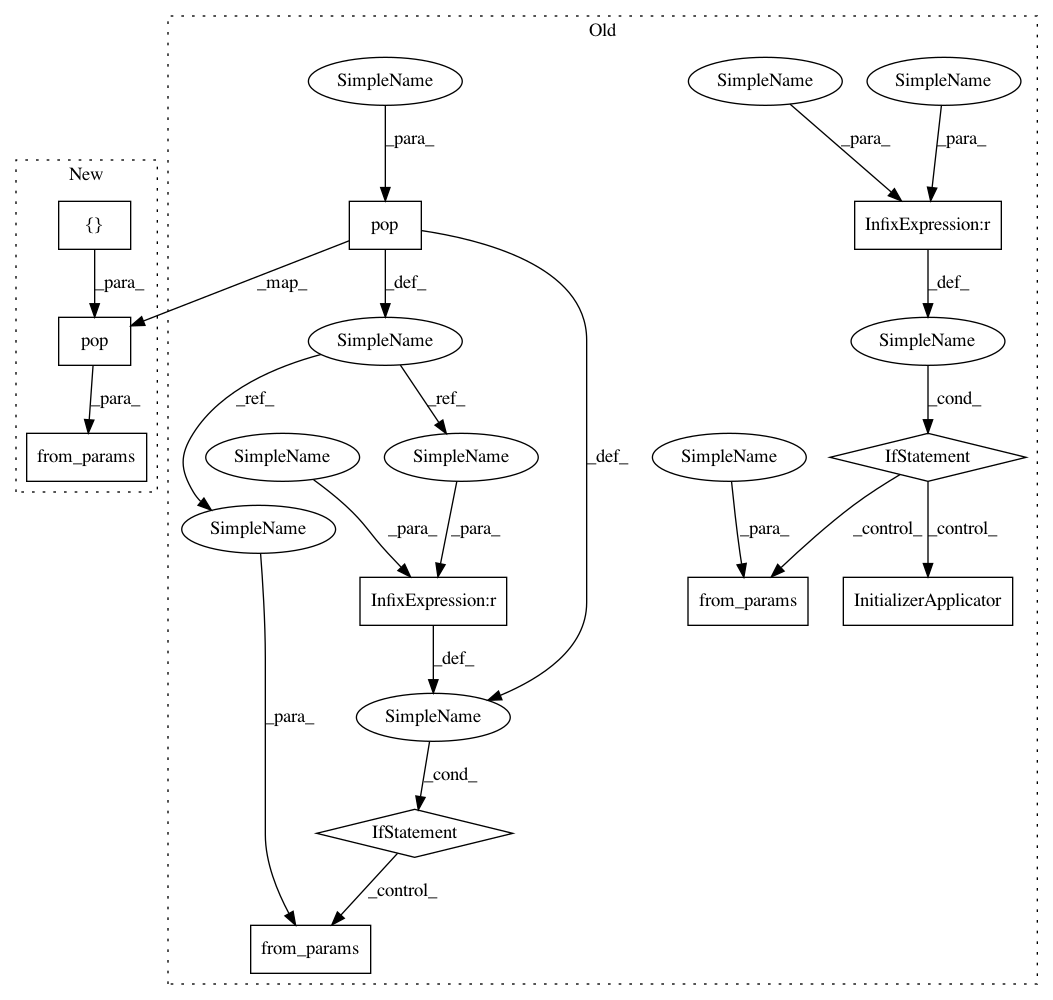 Old
SimpleName
SimpleName
SimpleName
_para_
_para_
_para_
New
{}
pop
InfixExpression:r
_para_
_map_
_def_
_def_
pop
SimpleName
SimpleName
_para_
_ref_
_ref_
_def_
_cond_
from_params
SimpleName
SimpleName
SimpleName
IfStatement
SimpleName
_para_
_para_
_para_
_control_
_control_
InfixExpression:r
from_params
InitializerApplicator
_def_
_para_
SimpleName
_cond_
IfStatement
_control_
from_params